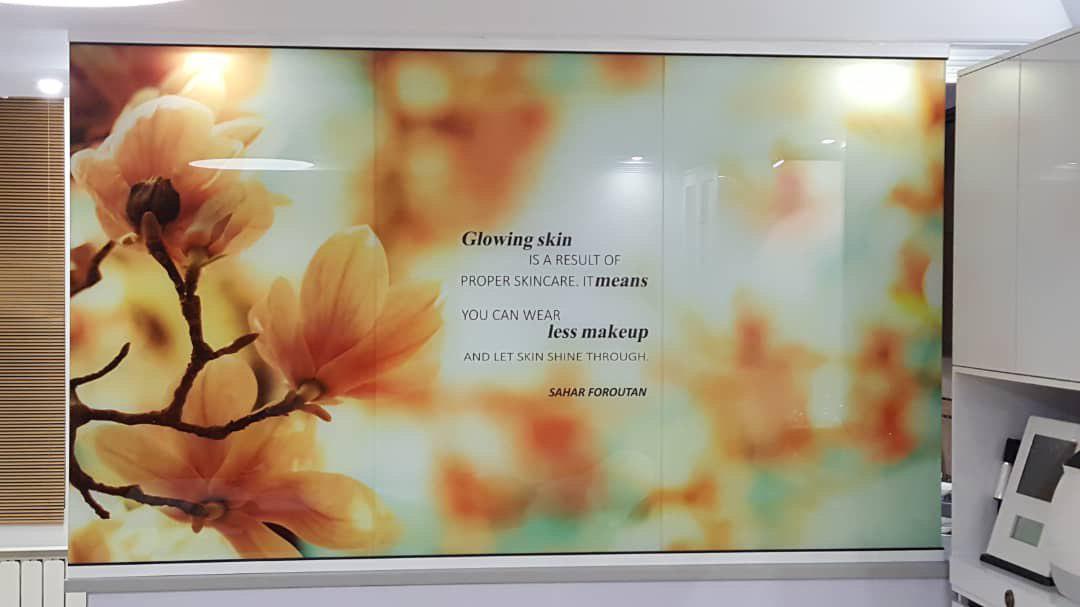 Glowing skin
IS A RESULT OF
PROPER SKINCARE. IT means
YOU CAN WEAR
less makeup
AND LET SKIN SHINE THROUGH.
SAHAR FOROUTAN